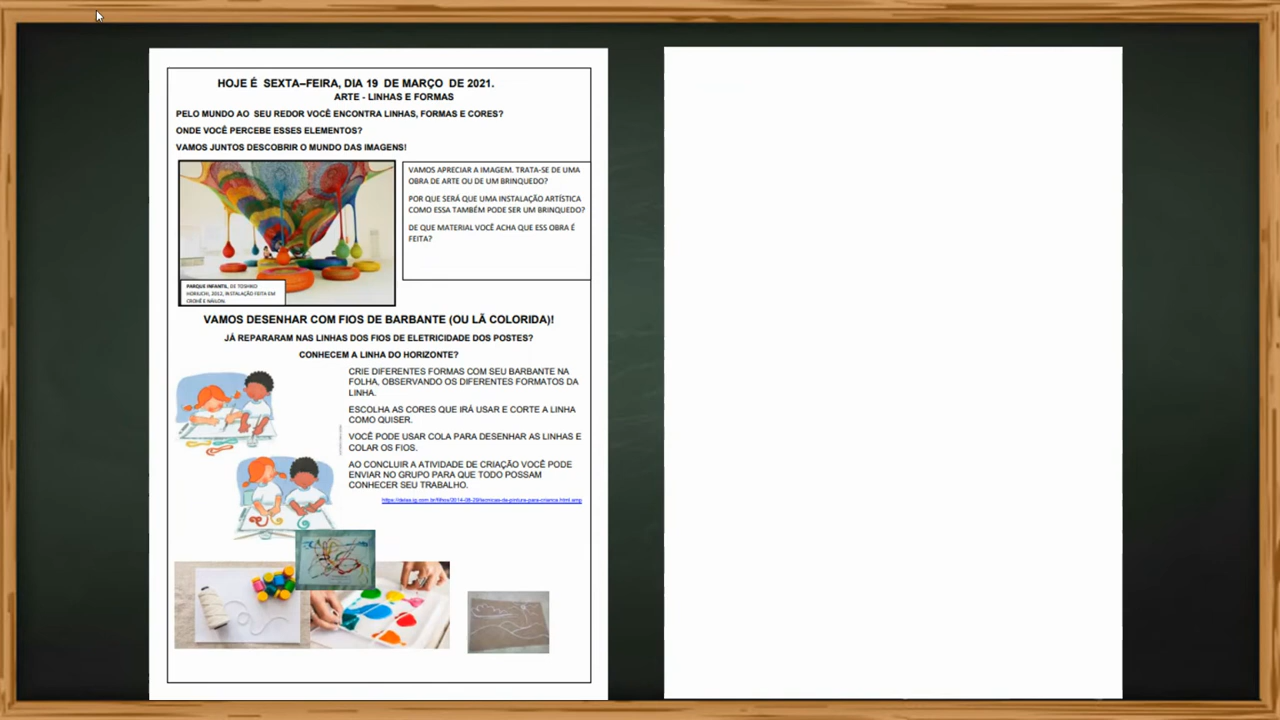 HOJE É SEXTA–FEIRA, DIA 19 DE MARÇO DE 2021.
ARTE - LINHAS E FORMAS
PELO MUNDO AO SEU REDOR VOCÊ ENCONTRA LINHAS, FORMAS E CORES?
ONDE VOCÊ PERCEBE ESSES ELEMENTOS?
VAMOS JUNTOS DESCOBRIR O MUNDO DAS IMAGENS!
VAMOS APRECIAR A IMAGEM. TRATA-SE DE UMA
OBRA DE ARTE OU DE UM BRINQUEDO?
POR QUE SERÁ QUE UMA INSTALAÇÃO ARTÍSTICA
COMO ESSA TAMBÉM PODE SER UM BRINQUEDO?
DE QUE MATERIAL VOCÊ ACHA QUE ESS OBRA É
FEITA?
PARQUE INFANTIL, DE TOSHIKO
HORIUCHI, 2012, INSTALAÇÃO FEITA EM
CROHÊ E NÁILON.
VAMOS DESENHAR COM FIOS DE BARBANTE (OU LÃ COLORIDA)!
JÁ REPARARAM NAS LINHAS DOS FIOS DE ELETRICIDADE DOS POSTES?
CONHECEM A LINHA DO HORIZONTE?
CRIE DIFERENTES FORMAS COM SEU BARBANTE NA
FOLHA, OBSERVANDO OS DIFERENTES FORMATOS DA
LINHA.
ESCOLHA AS CORES QUE IRÁ USAR E CORTE A LINHA
COMO QUISER.
VOCÊ PODE USAR COLA PARA DESENHAR AS LINHAS E
COLAR OS FIOS.
AO CONCLUIR A ATIVIDADE DE CRIAÇÃO VOCÊ PODE
ENVIAR NO GRUPO PARA QUE TODO POSSAM
CONHECER SEU TRABALHO.